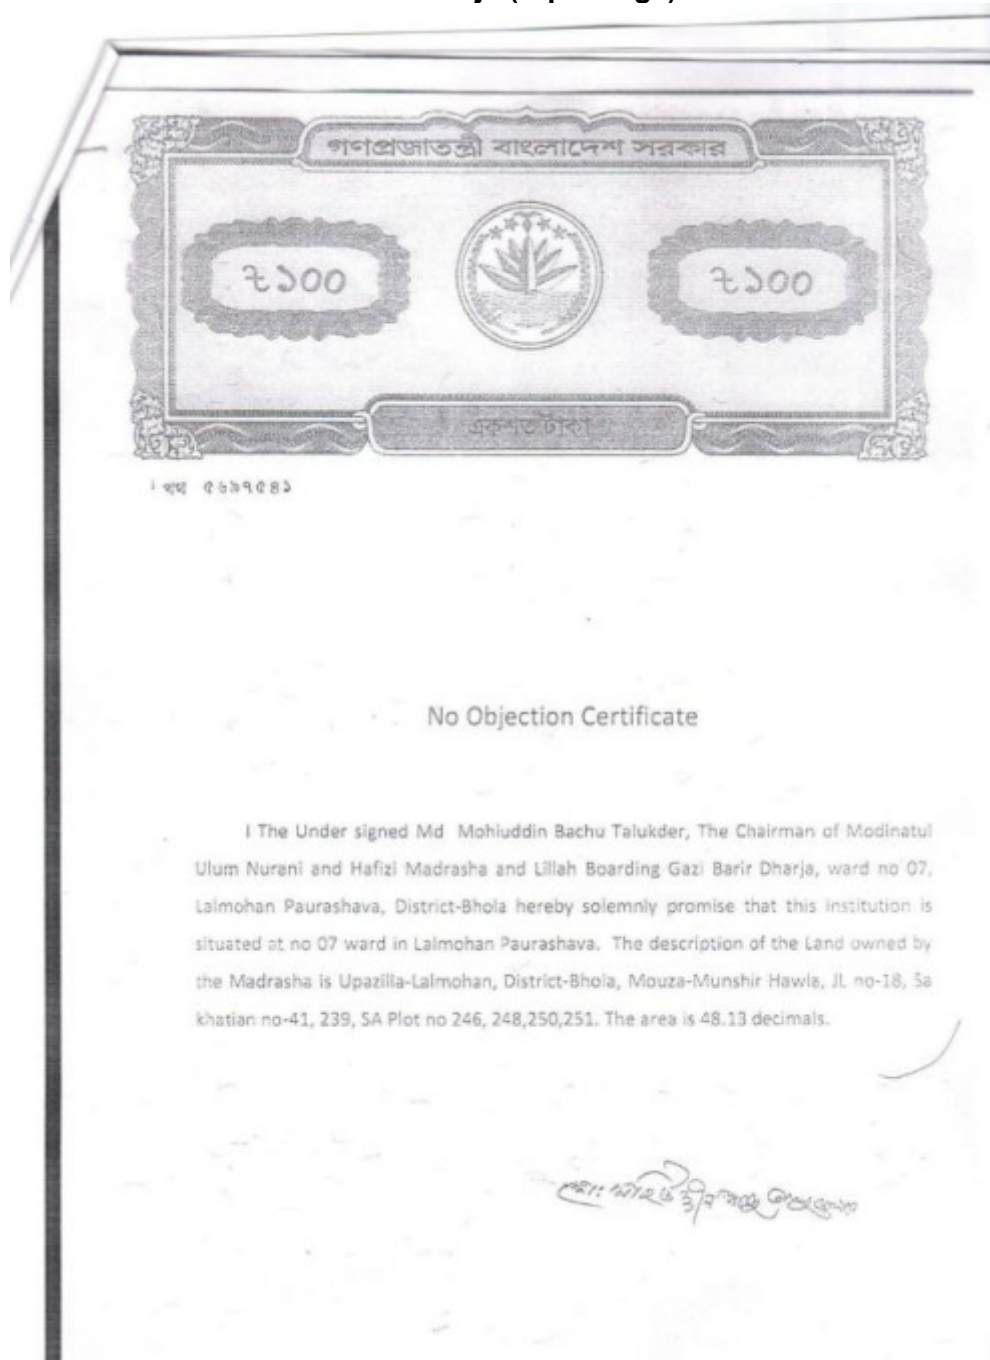 গণপ্রজাতন্ত্রী বাংলাদেশ সরকার
৳১০০ ৳১০০
একশত টাকা
৫৬৯৭৫৪১
No Objection Certificate
I The Under signed Md Mohiuddin Bachu Talukder, The Chairman of Modinatul
Ulum Nurani and Hafizi Madrasha and Lillah Boarding Gazi Barir Dharja, ward no 07,
Lalmohan Paurashava, District-Bhola hereby solemnly promise that this institution is
situated at no 07 ward in Lalmohan Paurashava. The description of the Land owned by
the Madrasha is Upazilla-Lalmohan, District-Bhola, Mouza-Munshir Hawla, JL no-18, Sa
khatian no-41, 239, SA Plot no 246, 248,250,251. The area is 48.13 decimals.